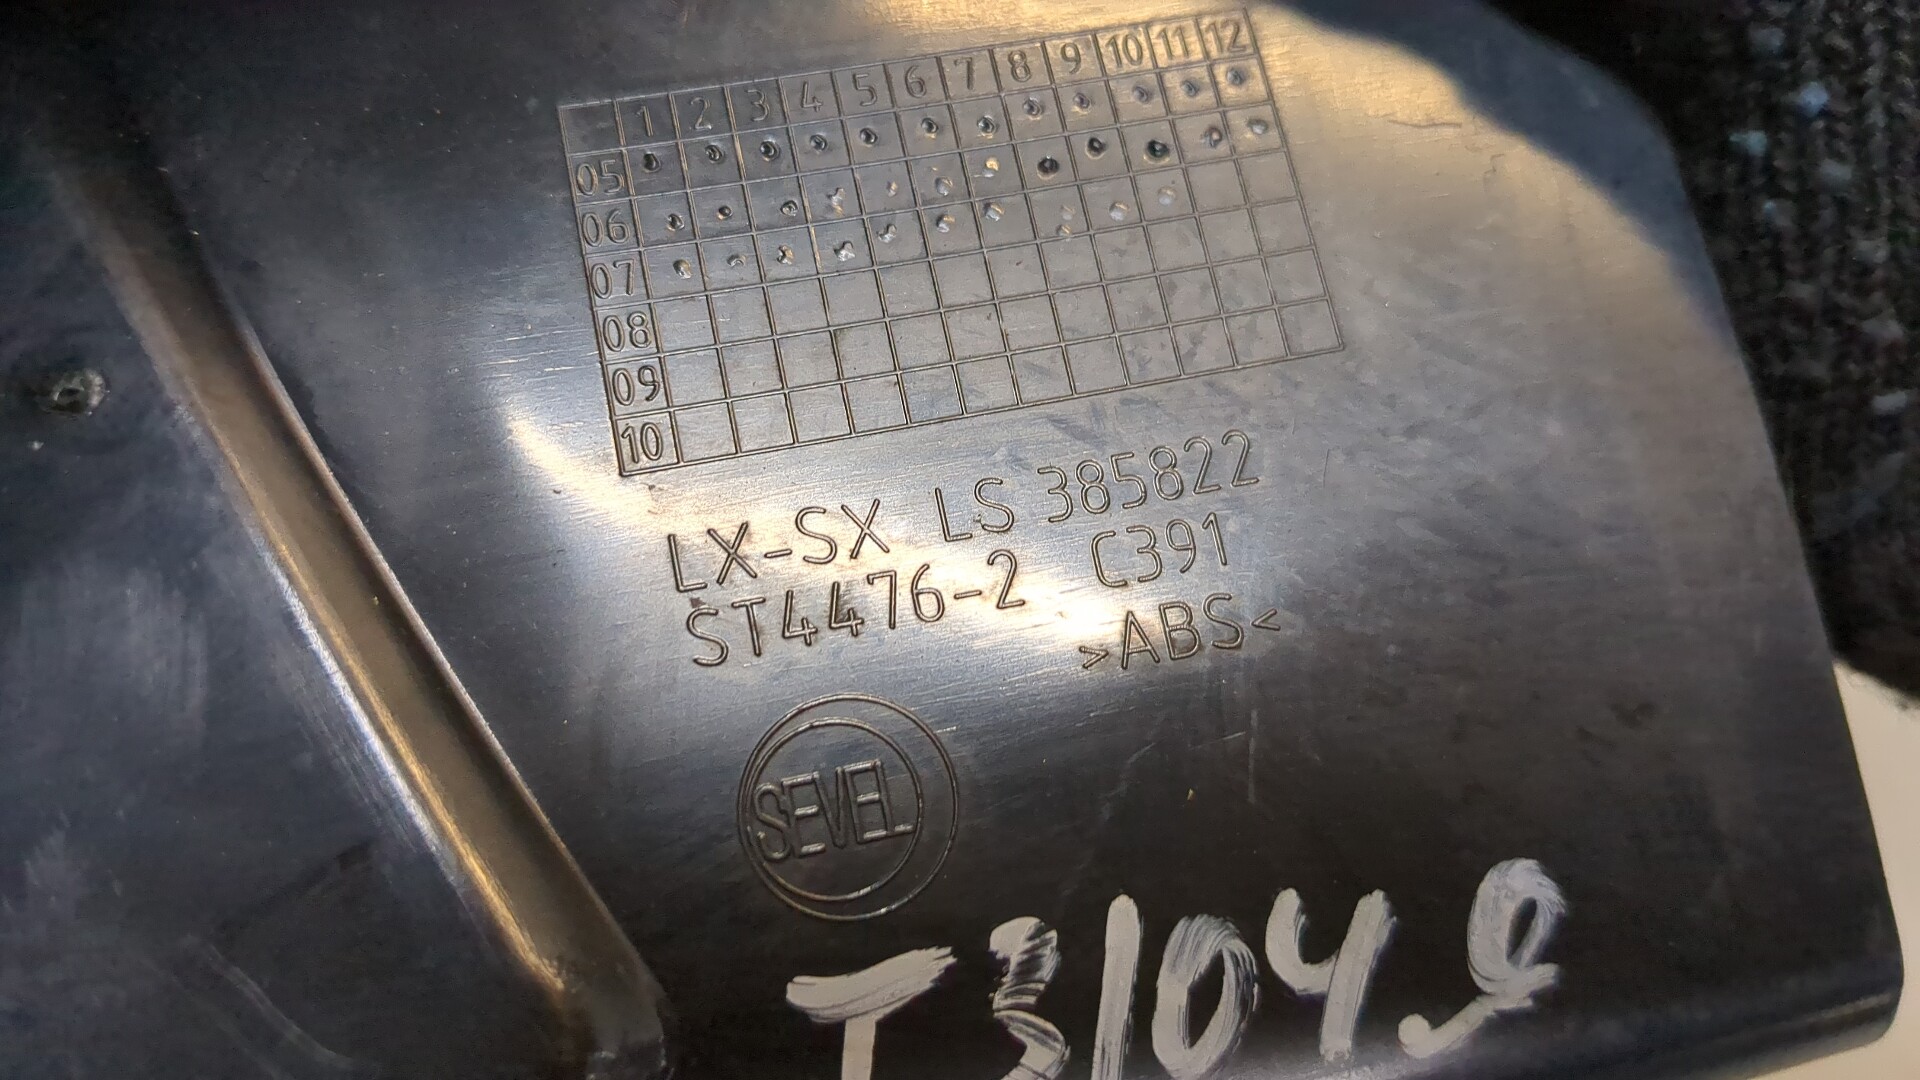 1 2 3 4 5 6 7 8 9 10 11 12
05
06
07
08
09
10
LX-SX LS 385822
ST4476-2 C391
>ABS<
SEVEL
T31049